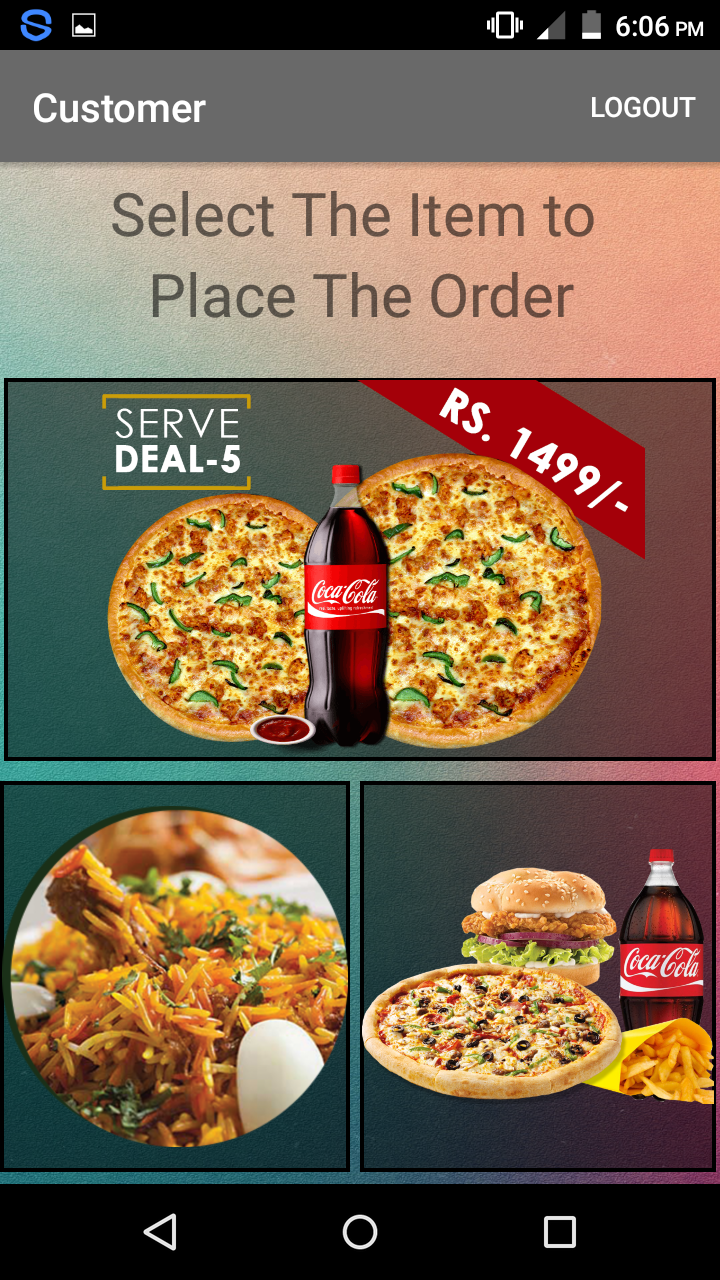 6:06 PM
Customer
LOGOUT
Select The Item to
Place The Order
SERVE
DEAL-5
RS. 1499/-
Coca-Cola
Coca-Cola